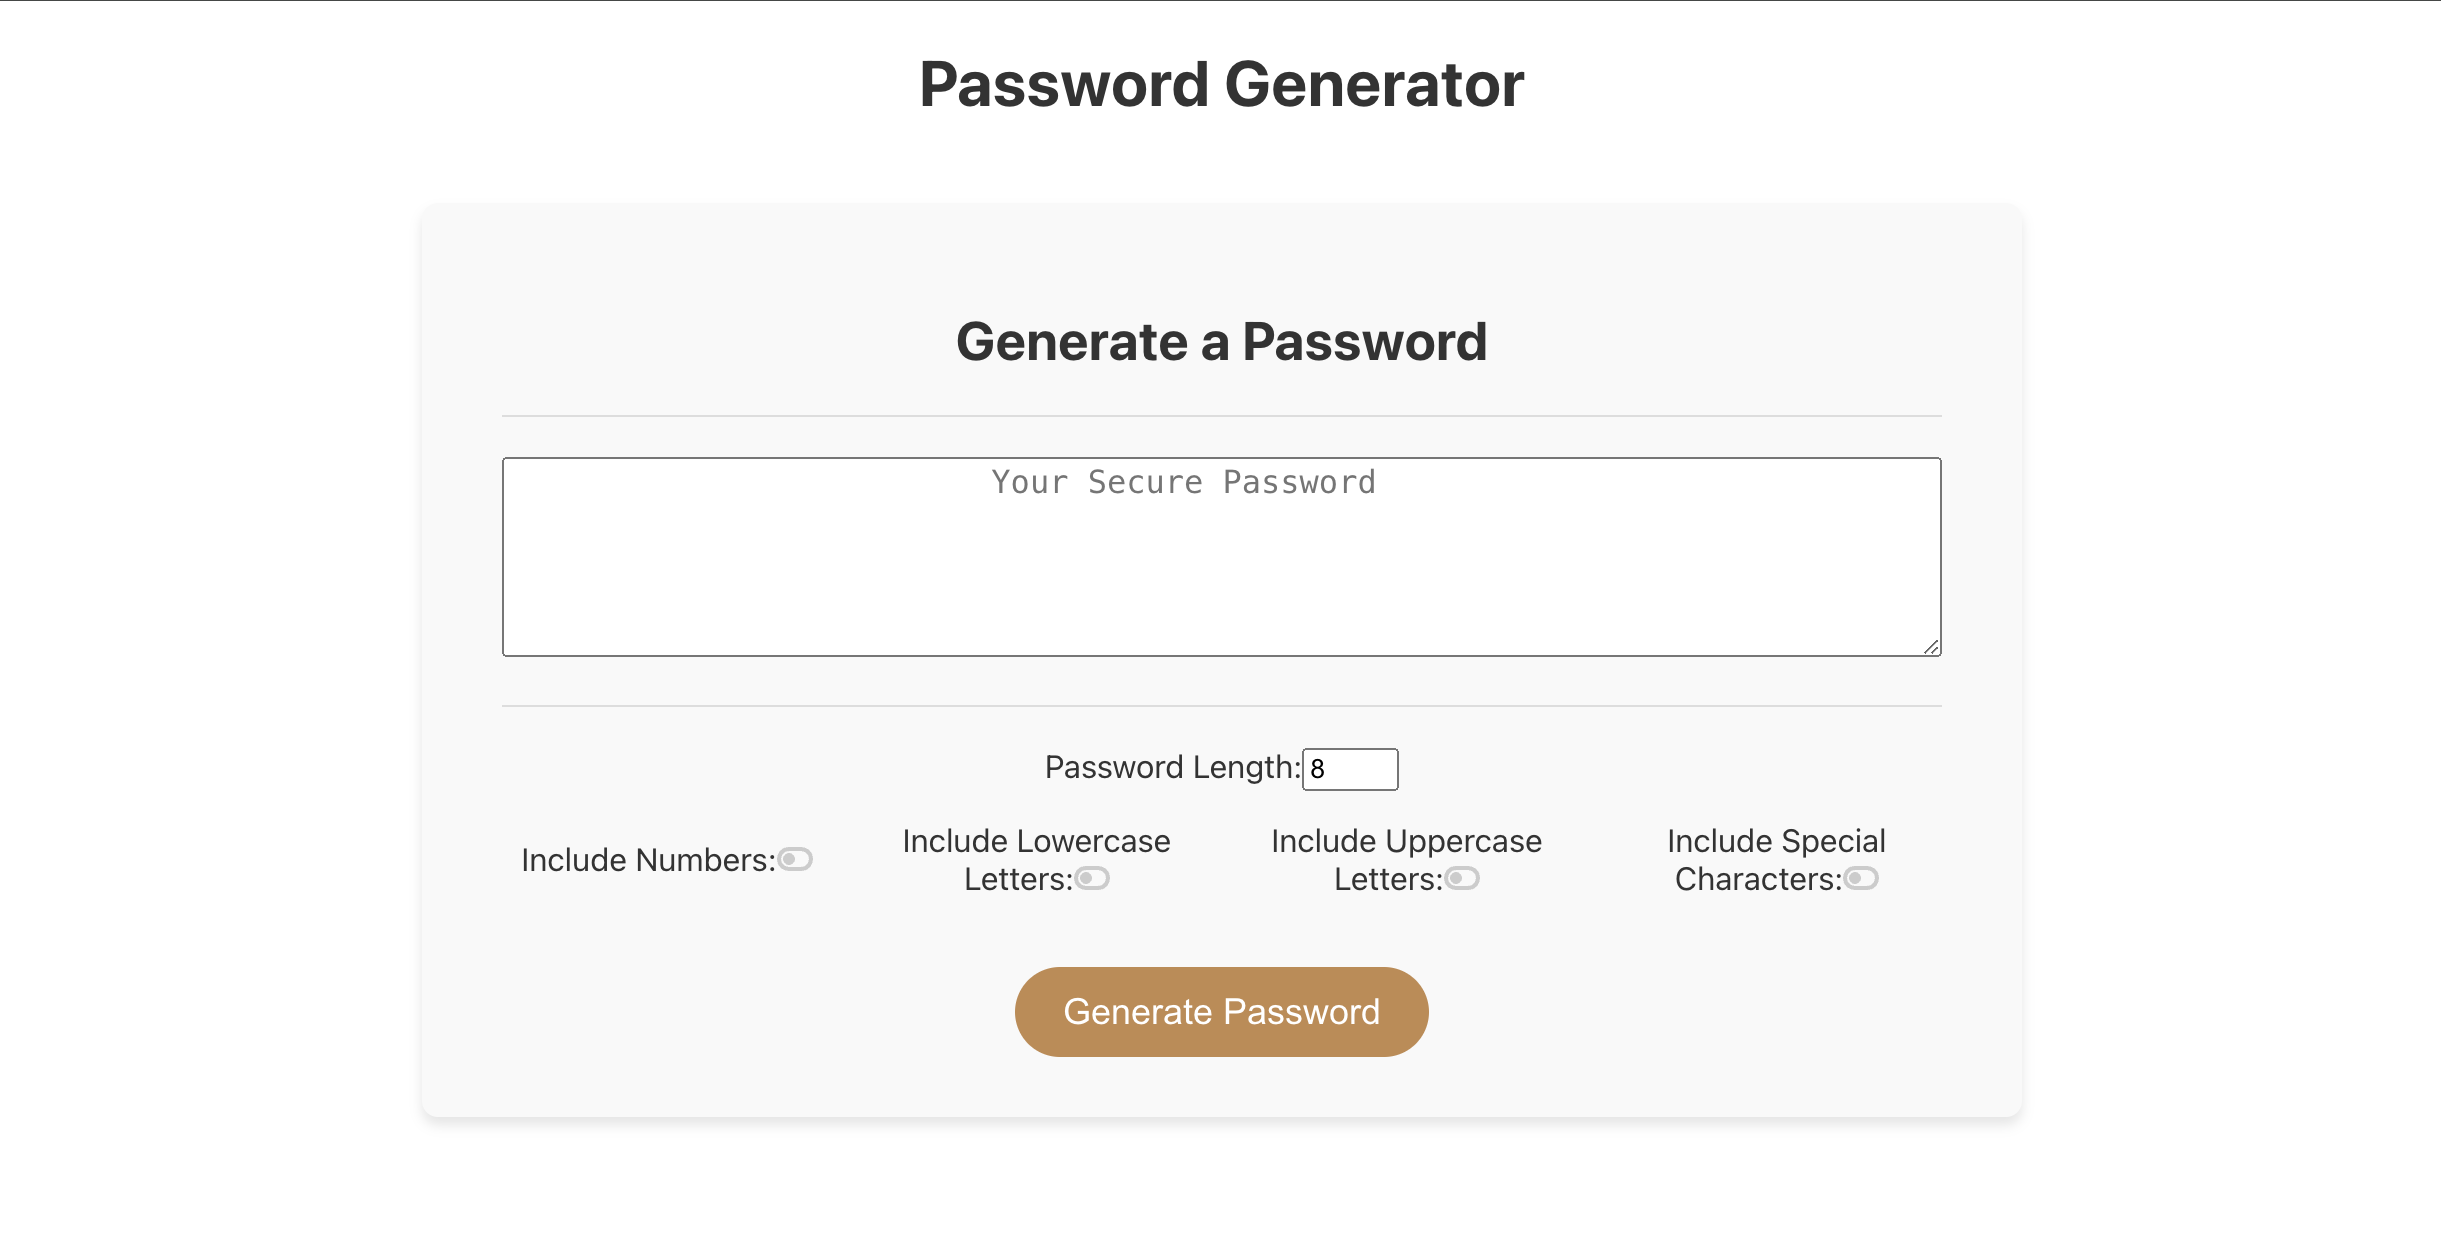 Password Generator
Generate a Password
Your Secure Password
Password Length: 8
Include Numbers:
Include Lowercase
Letters:
Include Uppercase
Letters:
Include Special
Characters:
Generate Password